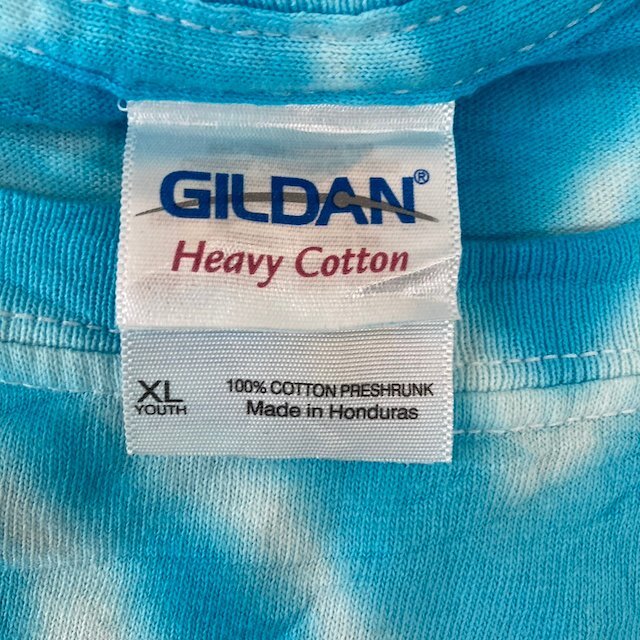 GILDAN®
Heavy Cotton
XL
YOUTH
100% COTTON PRESHRUNK
Made in Honduras